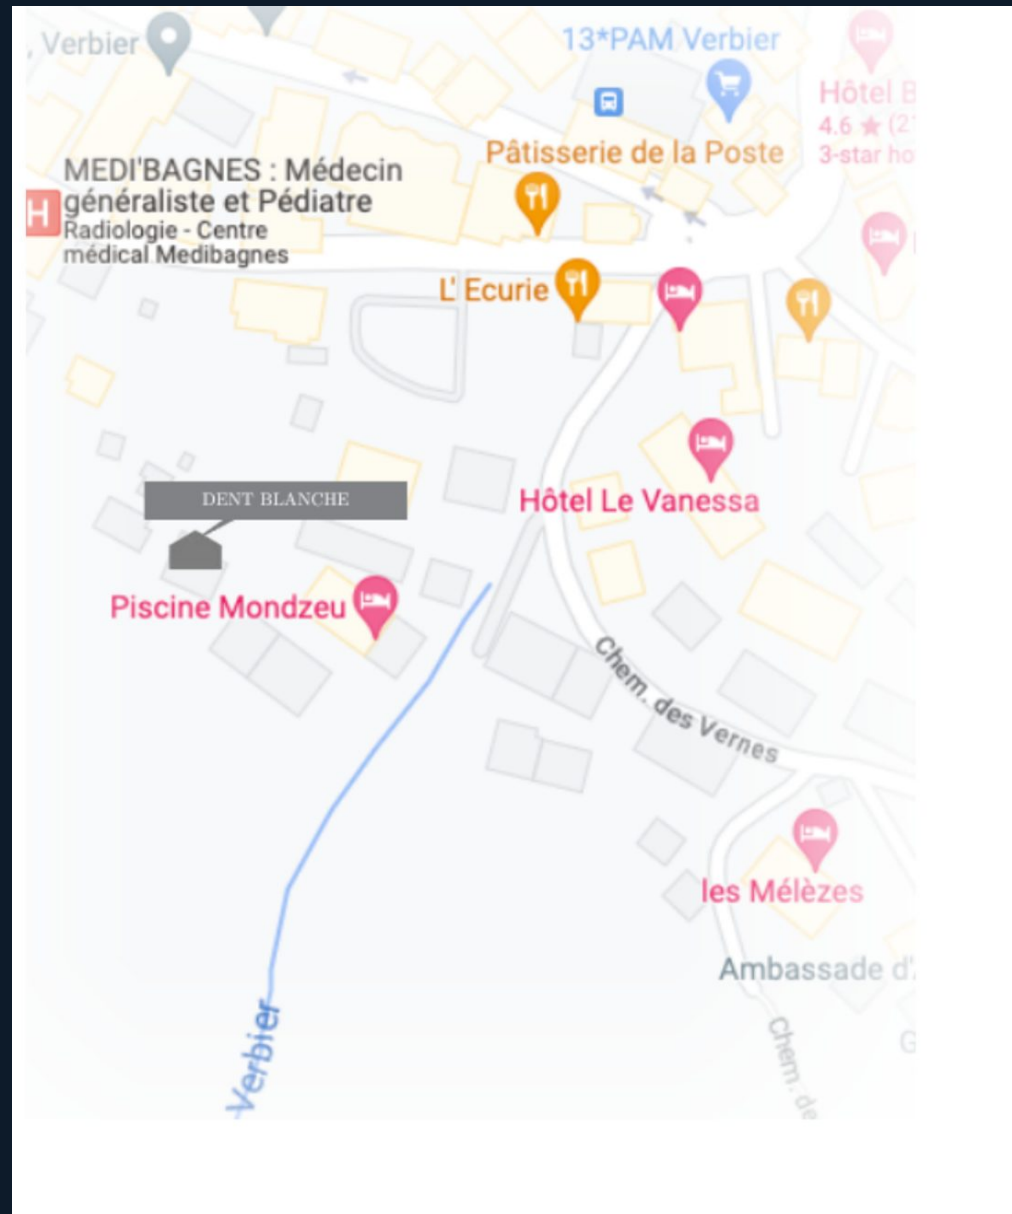 , Verbier
13*PAM Verbier
Hôtel B
4.6 ★ (2
3-star ho
Pâtisserie de la Poste
MEDI'BAGNES : Médecin
généraliste et Pédiatre
Radiologie - Centre
médical Medibagnes
H
L' Ecurie
DENT BLANCHE
Hôtel Le Vanessa
Piscine Mondzeu
Chem. des Vernes
les Mélèzes
Ambassade d'
Verbier
Chem. de
G